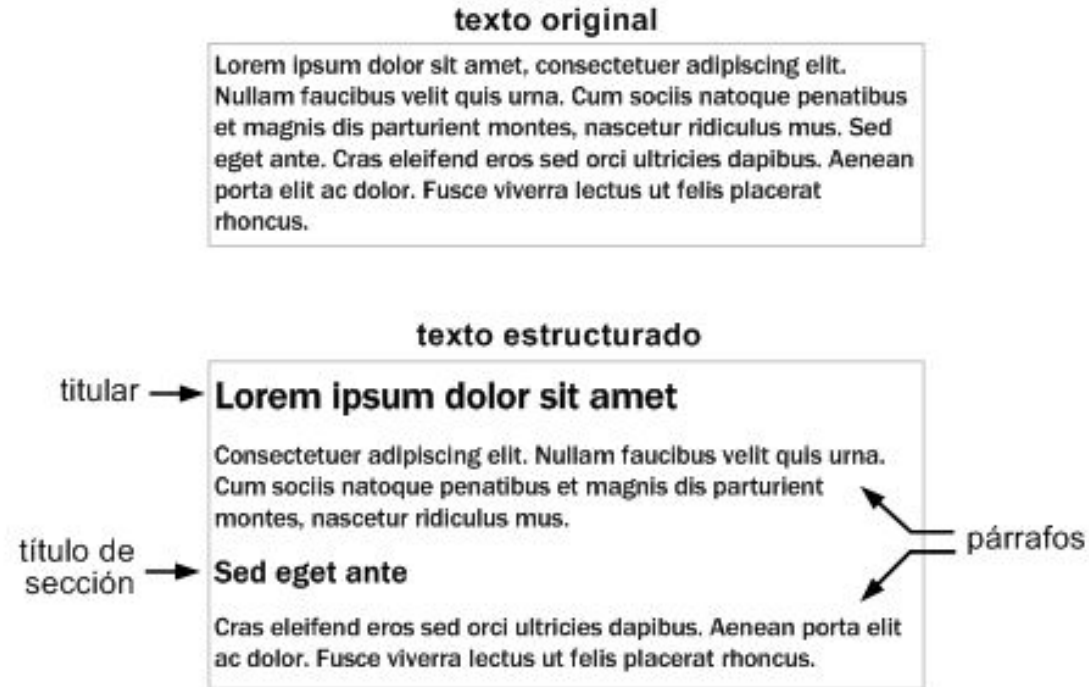 texto original
Lorem ipsum dolor sit amet, consectetuer adipiscing elit.
Nullam faucibus velit quis urna. Cum sociis natoque penatibus
et magnis dis parturient montes, nascetur ridiculus mus. Sed
eget ante. Cras eleifend eros sed orci ultricies dapibus. Aenean
porta elit ac dolor. Fusce viverra lectus ut felis placerat
rhoncus.
texto estructurado
titular
Lorem ipsum dolor sit amet
Consectetuer adipiscing elit. Nullam faucibus velit quis urna.
Cum sociis natoque penatibus et magnis dis parturient
montes, nascetur ridiculus mus.
párrafos
título de
sección
Sed eget ante
Cras eleifend eros sed orci ultricies dapibus. Aenean porta elit
ac dolor. Fusce viverra lectus ut felis placerat rhoncus.